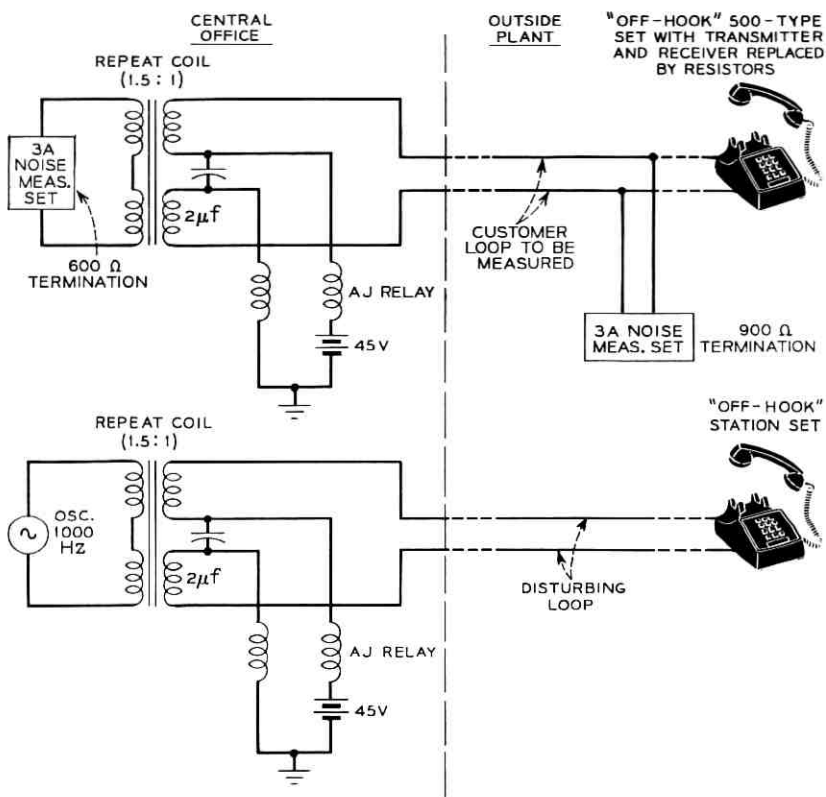 CENTRAL
OFFICE
OUTSIDE
PLANT
"OFF-HOOK" 500-TYPE
SET WITH TRANSMITTER
AND RECEIVER REPLACED
BY RESISTORS
REPEAT COIL
(1.5 : 1)
3A
NOISE
MEAS.
SET
2μf
600 Ω
TERMINATION
AJ RELAY
45V
CUSTOMER
LOOP TO BE
MEASURED
3A NOISE
MEAS. SET
900 Ω
TERMINATION
REPEAT COIL
(1.5 : 1)
"OFF-HOOK"
STATION SET
OSC.
1000
Hz
2μf
DISTURBING
LOOP
AJ RELAY
45V